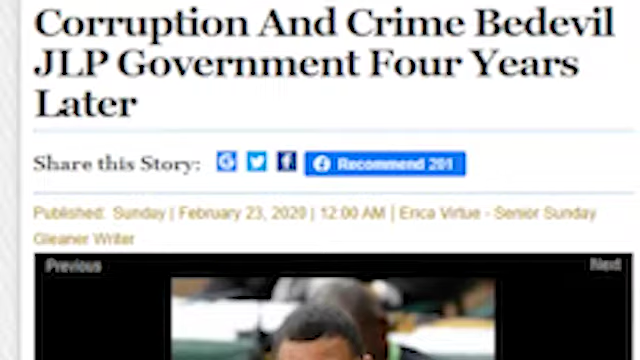 Corruption And Crime Bedevil
JLP Government Four Years
Later
Share this Story:
Recommend 201
Published: Sunday | February 23, 2020 | 12:00 AM | Erica Virtue - Senior Sunday
Gleaner Writer
Previous
Next